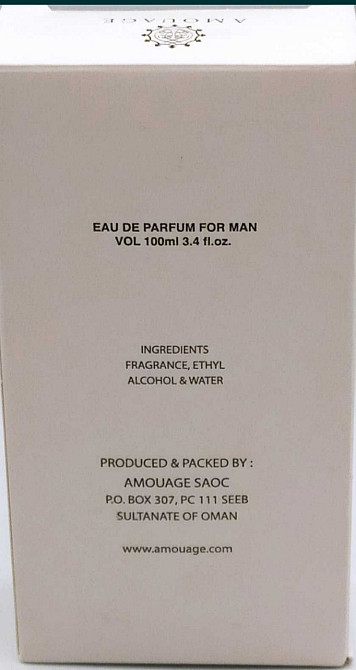 AMOUAGE
EAU DE PARFUM FOR MAN
VOL 100ml 3.4 fl.oz.
INGREDIENTS
FRAGRANCE, ETHYL
ALCOHOL & WATER
PRODUCED & PACKED BY :
AMOUAGE SAOC
P.O. BOX 307, PC 111 SEEB
SULTANATE OF OMAN
www.amouage.com